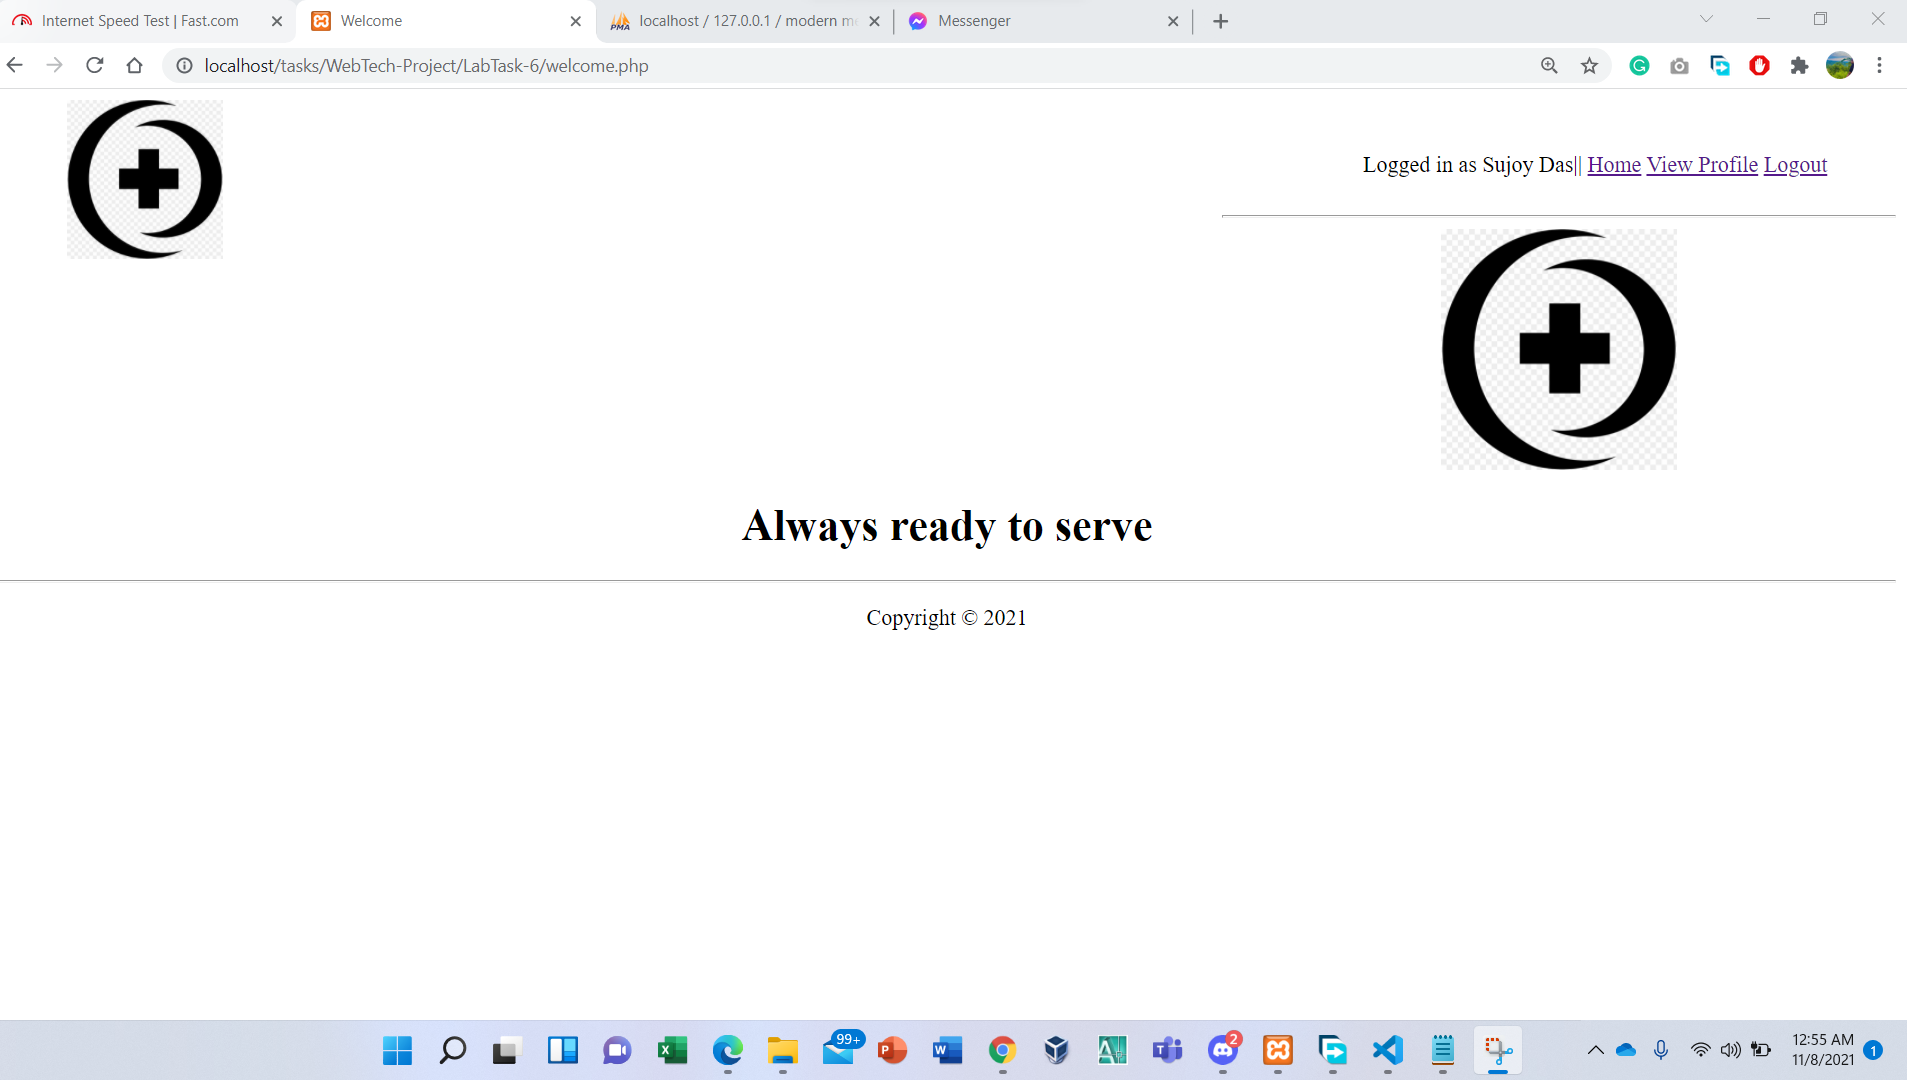 Internet Speed Test | Fast.com
Welcome
localhost / 127.0.0.1 / modern me
Messenger
localhost/tasks/WebTech-Project/LabTask-6/welcome.php
Logged in as Sujoy Das|| Home View Profile Logout
Always ready to serve
Copyright © 2021
99+
2
12:55 AM
11/8/2021
1